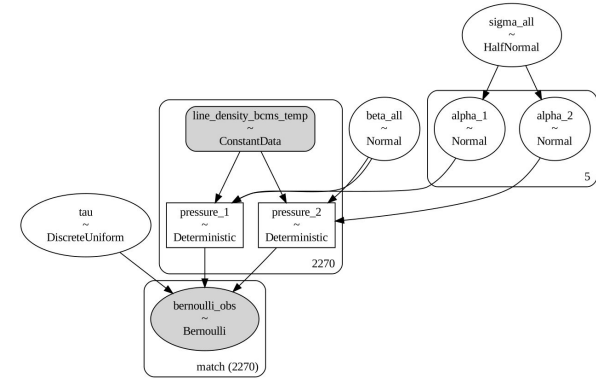 sigma_all
~
HalfNormal
line_density_bcms_temp
~
ConstantData
beta_all
~
Normal
alpha_1
~
Normal
alpha_2
~
Normal
5
tau
~
DiscreteUniform
pressure_1
~
Deterministic
pressure_2
~
Deterministic
2270
bernoulli_obs
~
Bernoulli
match (2270)